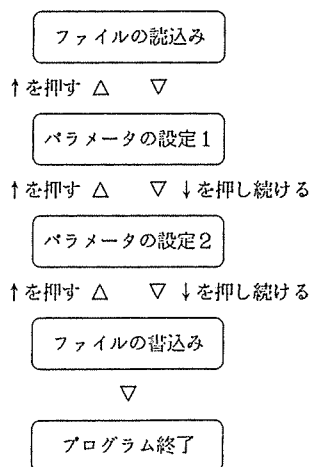 ファイルの読込み
↑を押す △ ▽
パラメータの設定1
↑を押す △ ▽ ↓を押し続ける
パラメータの設定2
↑を押す △ ▽ ↓を押し続ける
ファイルの書込み
▽
プログラム終了